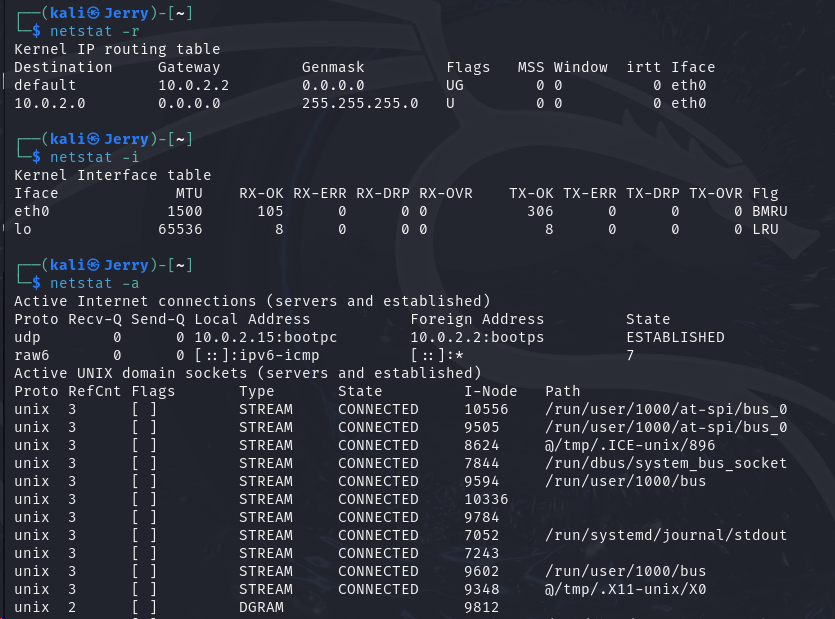 ┌──(kali㉿Jerry)-[~]
└─$ netstat -r
Kernel IP routing table
Destination     Gateway         Genmask         Flags   MSS Window  irtt Iface
default         10.0.2.2        0.0.0.0         UG        0 0          0 eth0
10.0.2.0        0.0.0.0         255.255.255.0   U         0 0          0 eth0
┌──(kali㉿Jerry)-[~]
└─$ netstat -i
Kernel Interface table
Iface             MTU    RX-OK RX-ERR RX-DRP RX-OVR    TX-OK TX-ERR TX-DRP TX-OVR Flg
eth0             1500      105      0      0 0           306      0      0      0 BMRU
lo              65536        8      0      0 0             8      0      0      0 LRU
┌──(kali㉿Jerry)-[~]
└─$ netstat -a
Active Internet connections (servers and established)
Proto Recv-Q Send-Q Local Address           Foreign Address         State
udp        0      0 10.0.2.15:bootpc        10.0.2.2:bootps         ESTABLISHED
raw6       0      0 [::]:ipv6-icmp          [::]:*                  7
Active UNIX domain sockets (servers and established)
Proto RefCnt Flags       Type       State         I-Node   Path
unix  3      [ ]         STREAM     CONNECTED     10556    /run/user/1000/at-spi/bus_0
unix  3      [ ]         STREAM     CONNECTED     9505     /run/user/1000/at-spi/bus_0
unix  3      [ ]         STREAM     CONNECTED     8624     @/tmp/.ICE-unix/896
unix  3      [ ]         STREAM     CONNECTED     7844     /run/dbus/system_bus_socket
unix  3      [ ]         STREAM     CONNECTED     9594     /run/user/1000/bus
unix  3      [ ]         STREAM     CONNECTED     10336
unix  3      [ ]         STREAM     CONNECTED     9784
unix  3      [ ]         STREAM     CONNECTED     7052     /run/systemd/journal/stdout
unix  3      [ ]         STREAM     CONNECTED     7243
unix  3      [ ]         STREAM     CONNECTED     9602     /run/user/1000/bus
unix  3      [ ]         STREAM     CONNECTED     9348     @/tmp/.X11-unix/X0
unix  2      [ ]         DGRAM                    9812